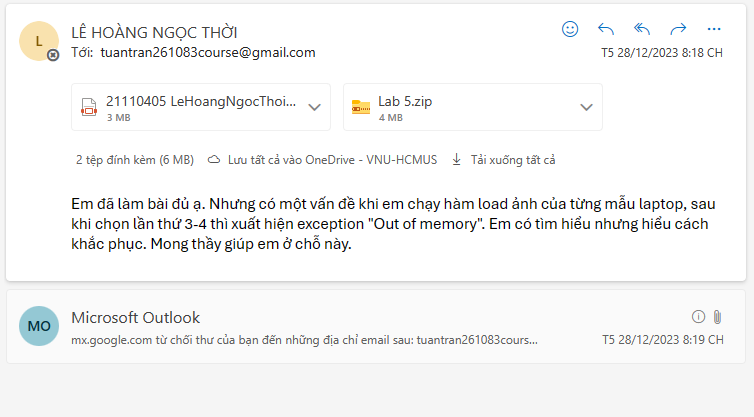 LÊ HOÀNG NGỌC THỜI
L
Tới: tuantran261083course@gmail.com
T5 28/12/2023 8:18 CH
21110405 LeHoangNgocThoi...
3 MB
Lab 5.zip
4 MB
2 tệp đính kèm (6 MB) Lưu tất cả vào OneDrive - VNU-HCMUS Tải xuống tất cả
Em đã làm bài đủ ạ. Nhưng có một vấn đề khi em chạy hàm load ảnh của từng mẫu laptop, sau
khi chọn lần thứ 3-4 thì xuất hiện exception "Out of memory". Em có tìm hiểu nhưng hiểu cách
khắc phục. Mong thầy giúp em ở chỗ này.
MO
Microsoft Outlook
mx.google.com từ chối thư của bạn đến những địa chỉ email sau: tuantran261083cours...
T5 28/12/2023 8:19 CH